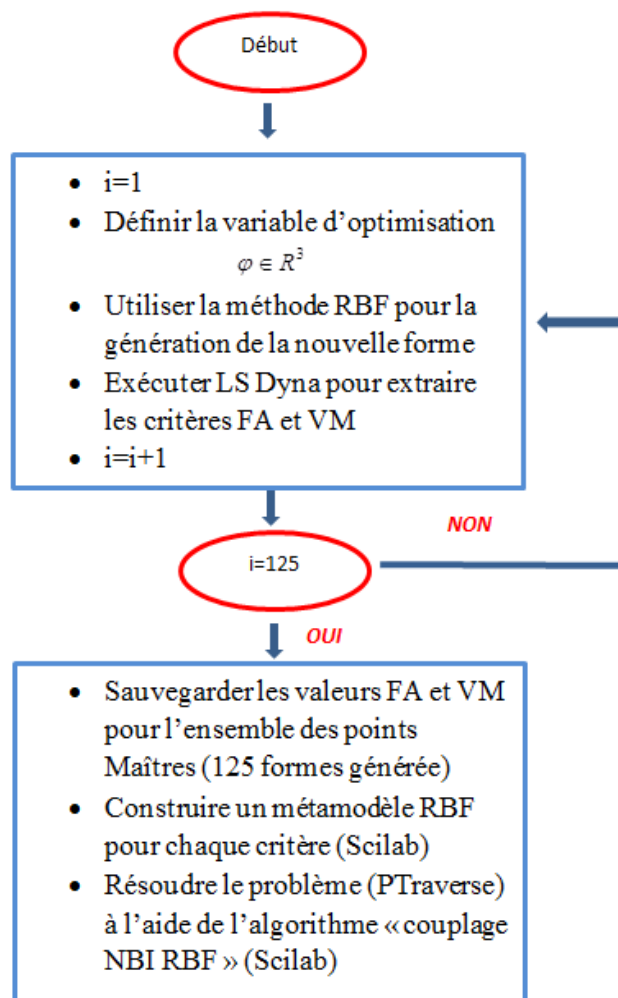 Début
• i=1
• Définir la variable d’optimisation
φ ∈ R³
• Utiliser la méthode RBF pour la
génération de la nouvelle forme
• Exécuter LS Dyna pour extraire
les critères FA et VM
• i=i+1
NON
i=125
OUI
• Sauvegarder les valeurs FA et VM
pour l’ensemble des points
Maîtres (125 formes générée)
• Construire un métamodèle RBF
pour chaque critère (Scilab)
• Résoudre le problème (PTraverse)
à l’aide de l’algorithme « couplage
NBI RBF » (Scilab)